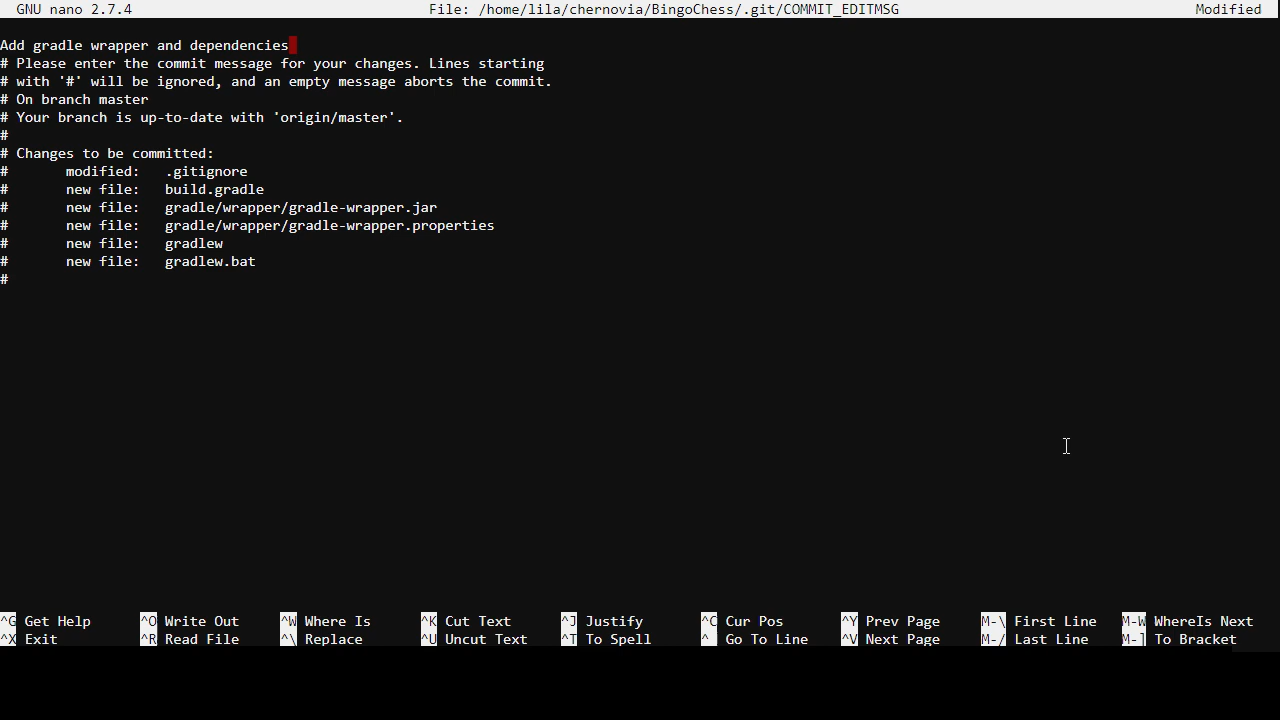 GNU nano 2.7.4 File: /home/lila/chernovia/BingoChess/.git/COMMIT_EDITMSG Modified
Add gradle wrapper and dependencies
# Please enter the commit message for your changes. Lines starting
# with '#' will be ignored, and an empty message aborts the commit.
# On branch master
# Your branch is up-to-date with 'origin/master'.
#
# Changes to be committed:
#       modified:   .gitignore
#       new file:   build.gradle
#       new file:   gradle/wrapper/gradle-wrapper.jar
#       new file:   gradle/wrapper/gradle-wrapper.properties
#       new file:   gradlew
#       new file:   gradlew.bat
#
^G Get Help ^O Write Out ^W Where Is ^K Cut Text ^J Justify ^C Cur Pos ^Y Prev Page M-\ First Line M-W WhereIs Next
^X Exit ^R Read File ^\ Replace ^U Uncut Text ^T To Spell ^_ Go To Line ^V Next Page M-/ Last Line M-] To Bracket